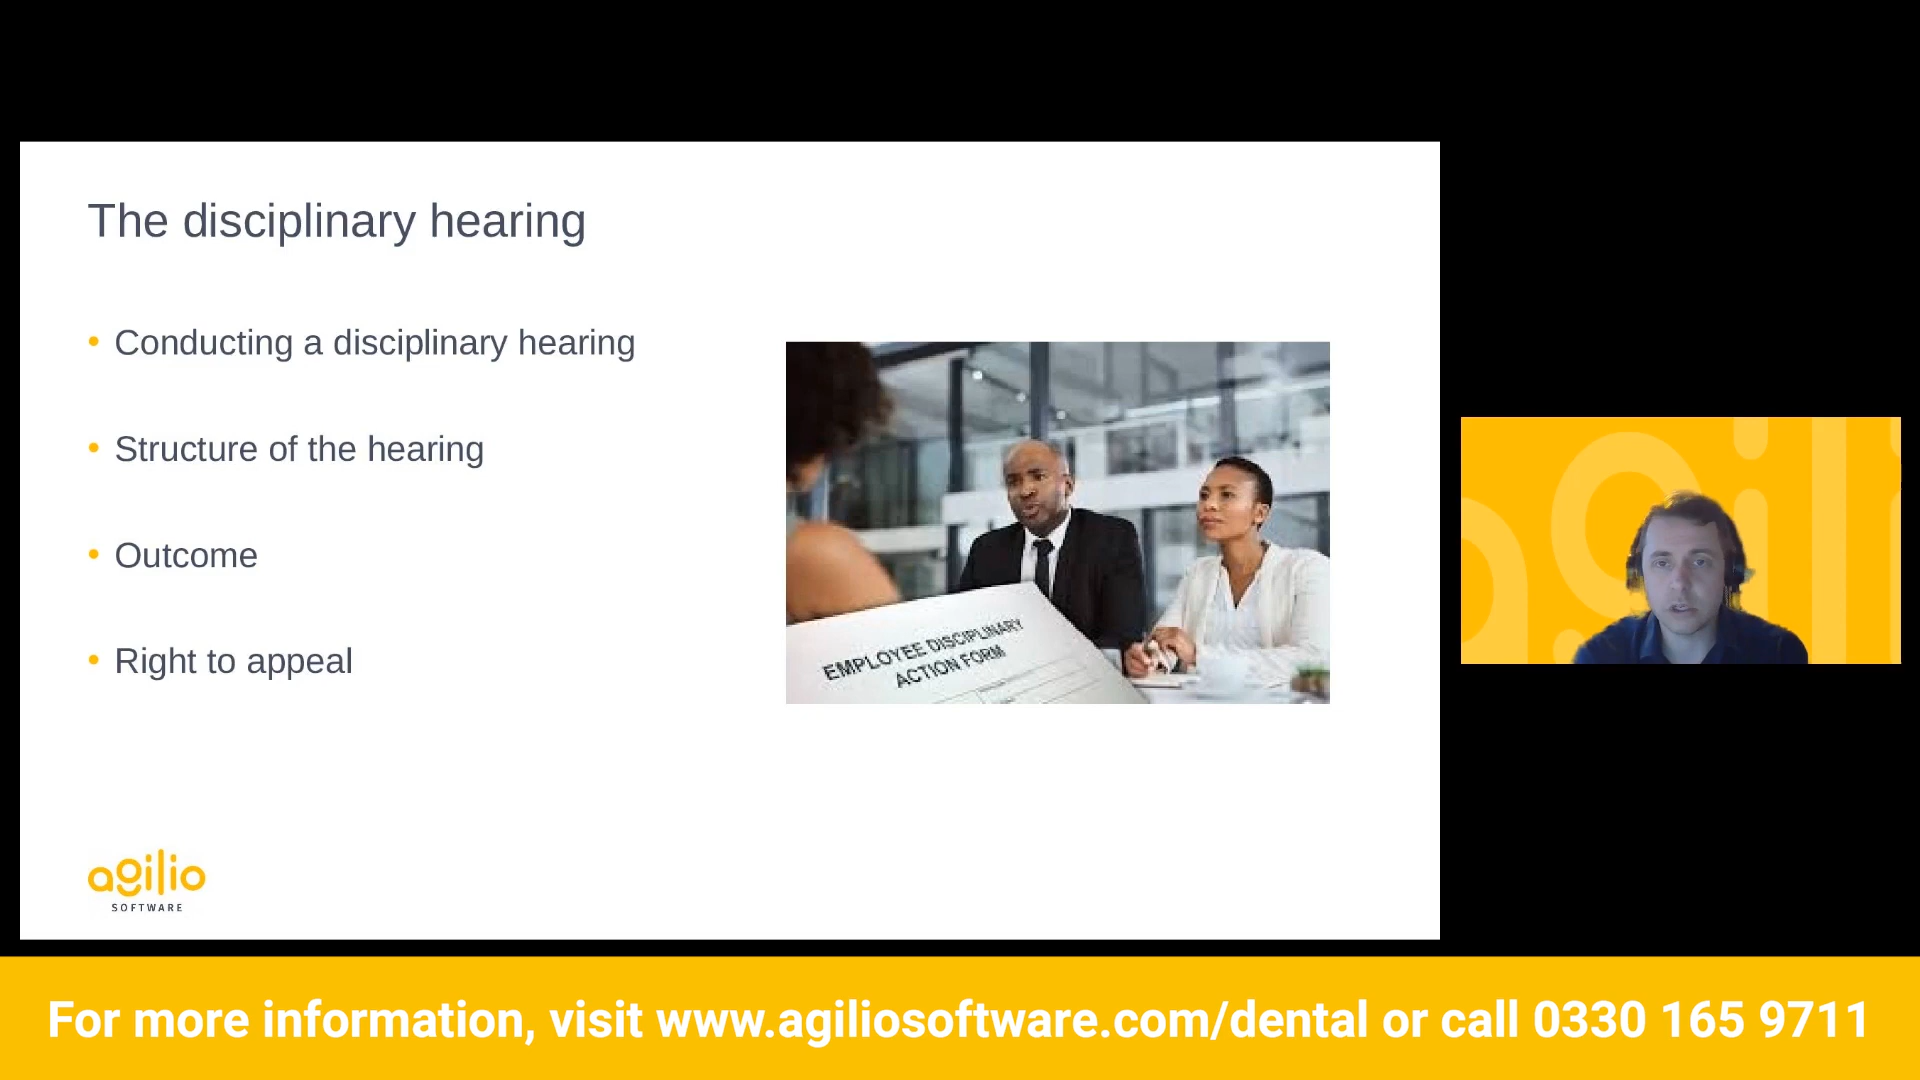 The disciplinary hearing
• Conducting a disciplinary hearing
• Structure of the hearing
• Outcome
• Right to appeal
EMPLOYEE DISCIPLINARY
ACTION FORM
agilio
SOFTWARE
agil
For more information, visit www.agiliosoftware.com/dental or call 0330 165 9711